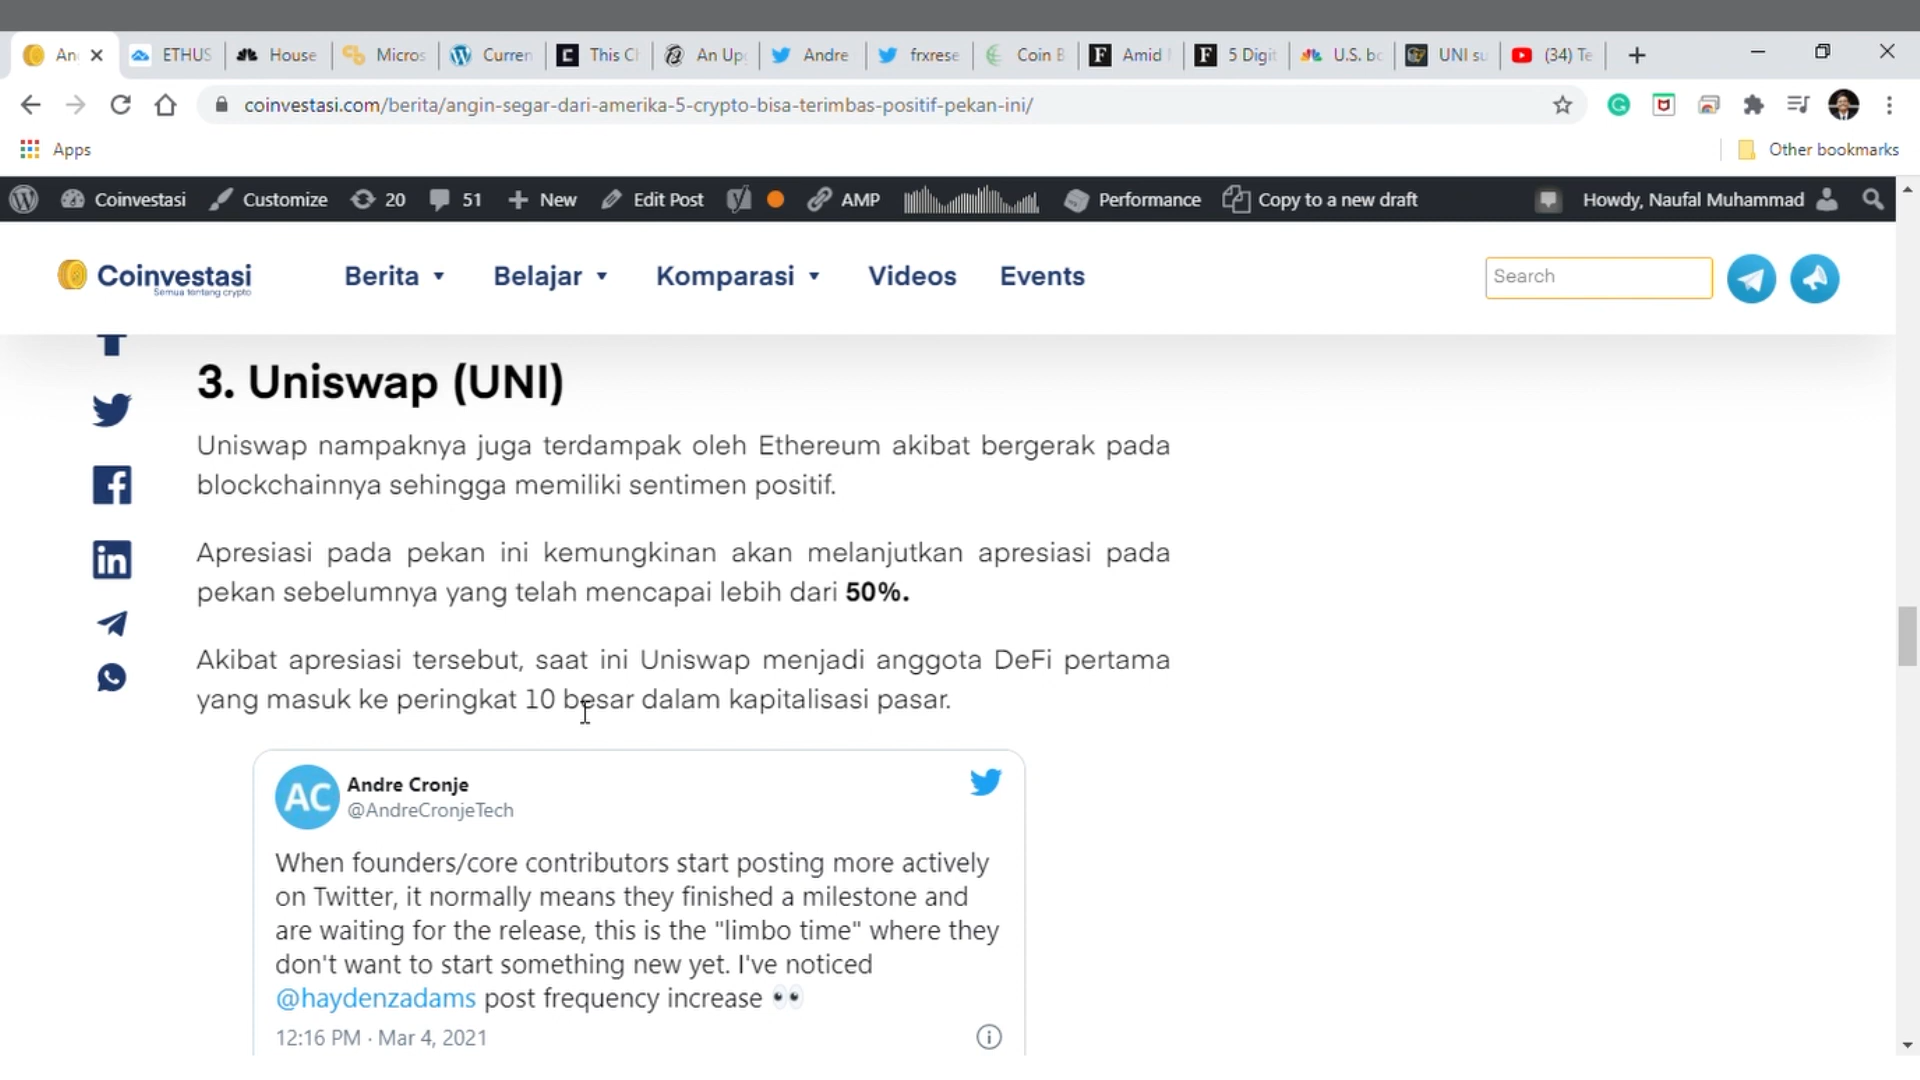 An
ETHUS
House
Micros
Curren
This Ch
An Up
Andre
frxrese
Coin B
Amid
5 Digit
U.S. bo
UNI su
(34) Te
coinvestasi.com/berita/angin-segar-dari-amerika-5-crypto-bisa-terimbas-positif-pekan-ini/
Apps
Other bookmarks
Coinvestasi
Customize
20
51
New
Edit Post
AMP
Performance
Copy to a new draft
Howdy, Naufal Muhammad
Coinvestasi
Semua tentang crypto
Berita
Belajar
Komparasi
Videos
Events
Search
3. Uniswap (UNI)
Uniswap nampaknya juga terdampak oleh Ethereum akibat bergerak pada
blockchainnya sehingga memiliki sentimen positif.
Apresiasi pada pekan ini kemungkinan akan melanjutkan apresiasi pada
pekan sebelumnya yang telah mencapai lebih dari 50%.
Akibat apresiasi tersebut, saat ini Uniswap menjadi anggota DeFi pertama
yang masuk ke peringkat 10 besar dalam kapitalisasi pasar.
AC
Andre Cronje
@AndreCronjeTech
When founders/core contributors start posting more actively
on Twitter, it normally means they finished a milestone and
are waiting for the release, this is the "limbo time" where they
don't want to start something new yet. I've noticed
@haydenzadams post frequency increase 👀
12:16 PM · Mar 4, 2021